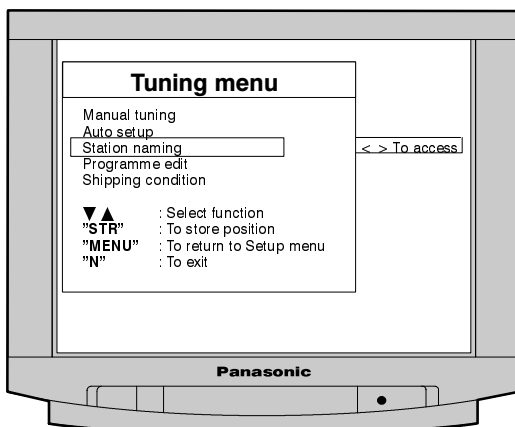 Tuning menu
Manual tuning
Auto setup
Station naming
< > To access
Programme edit
Shipping condition
▼ ▲ : Select function
”STR” : To store position
”MENU” : To return to Setup menu
”N” : To exit
Panasonic